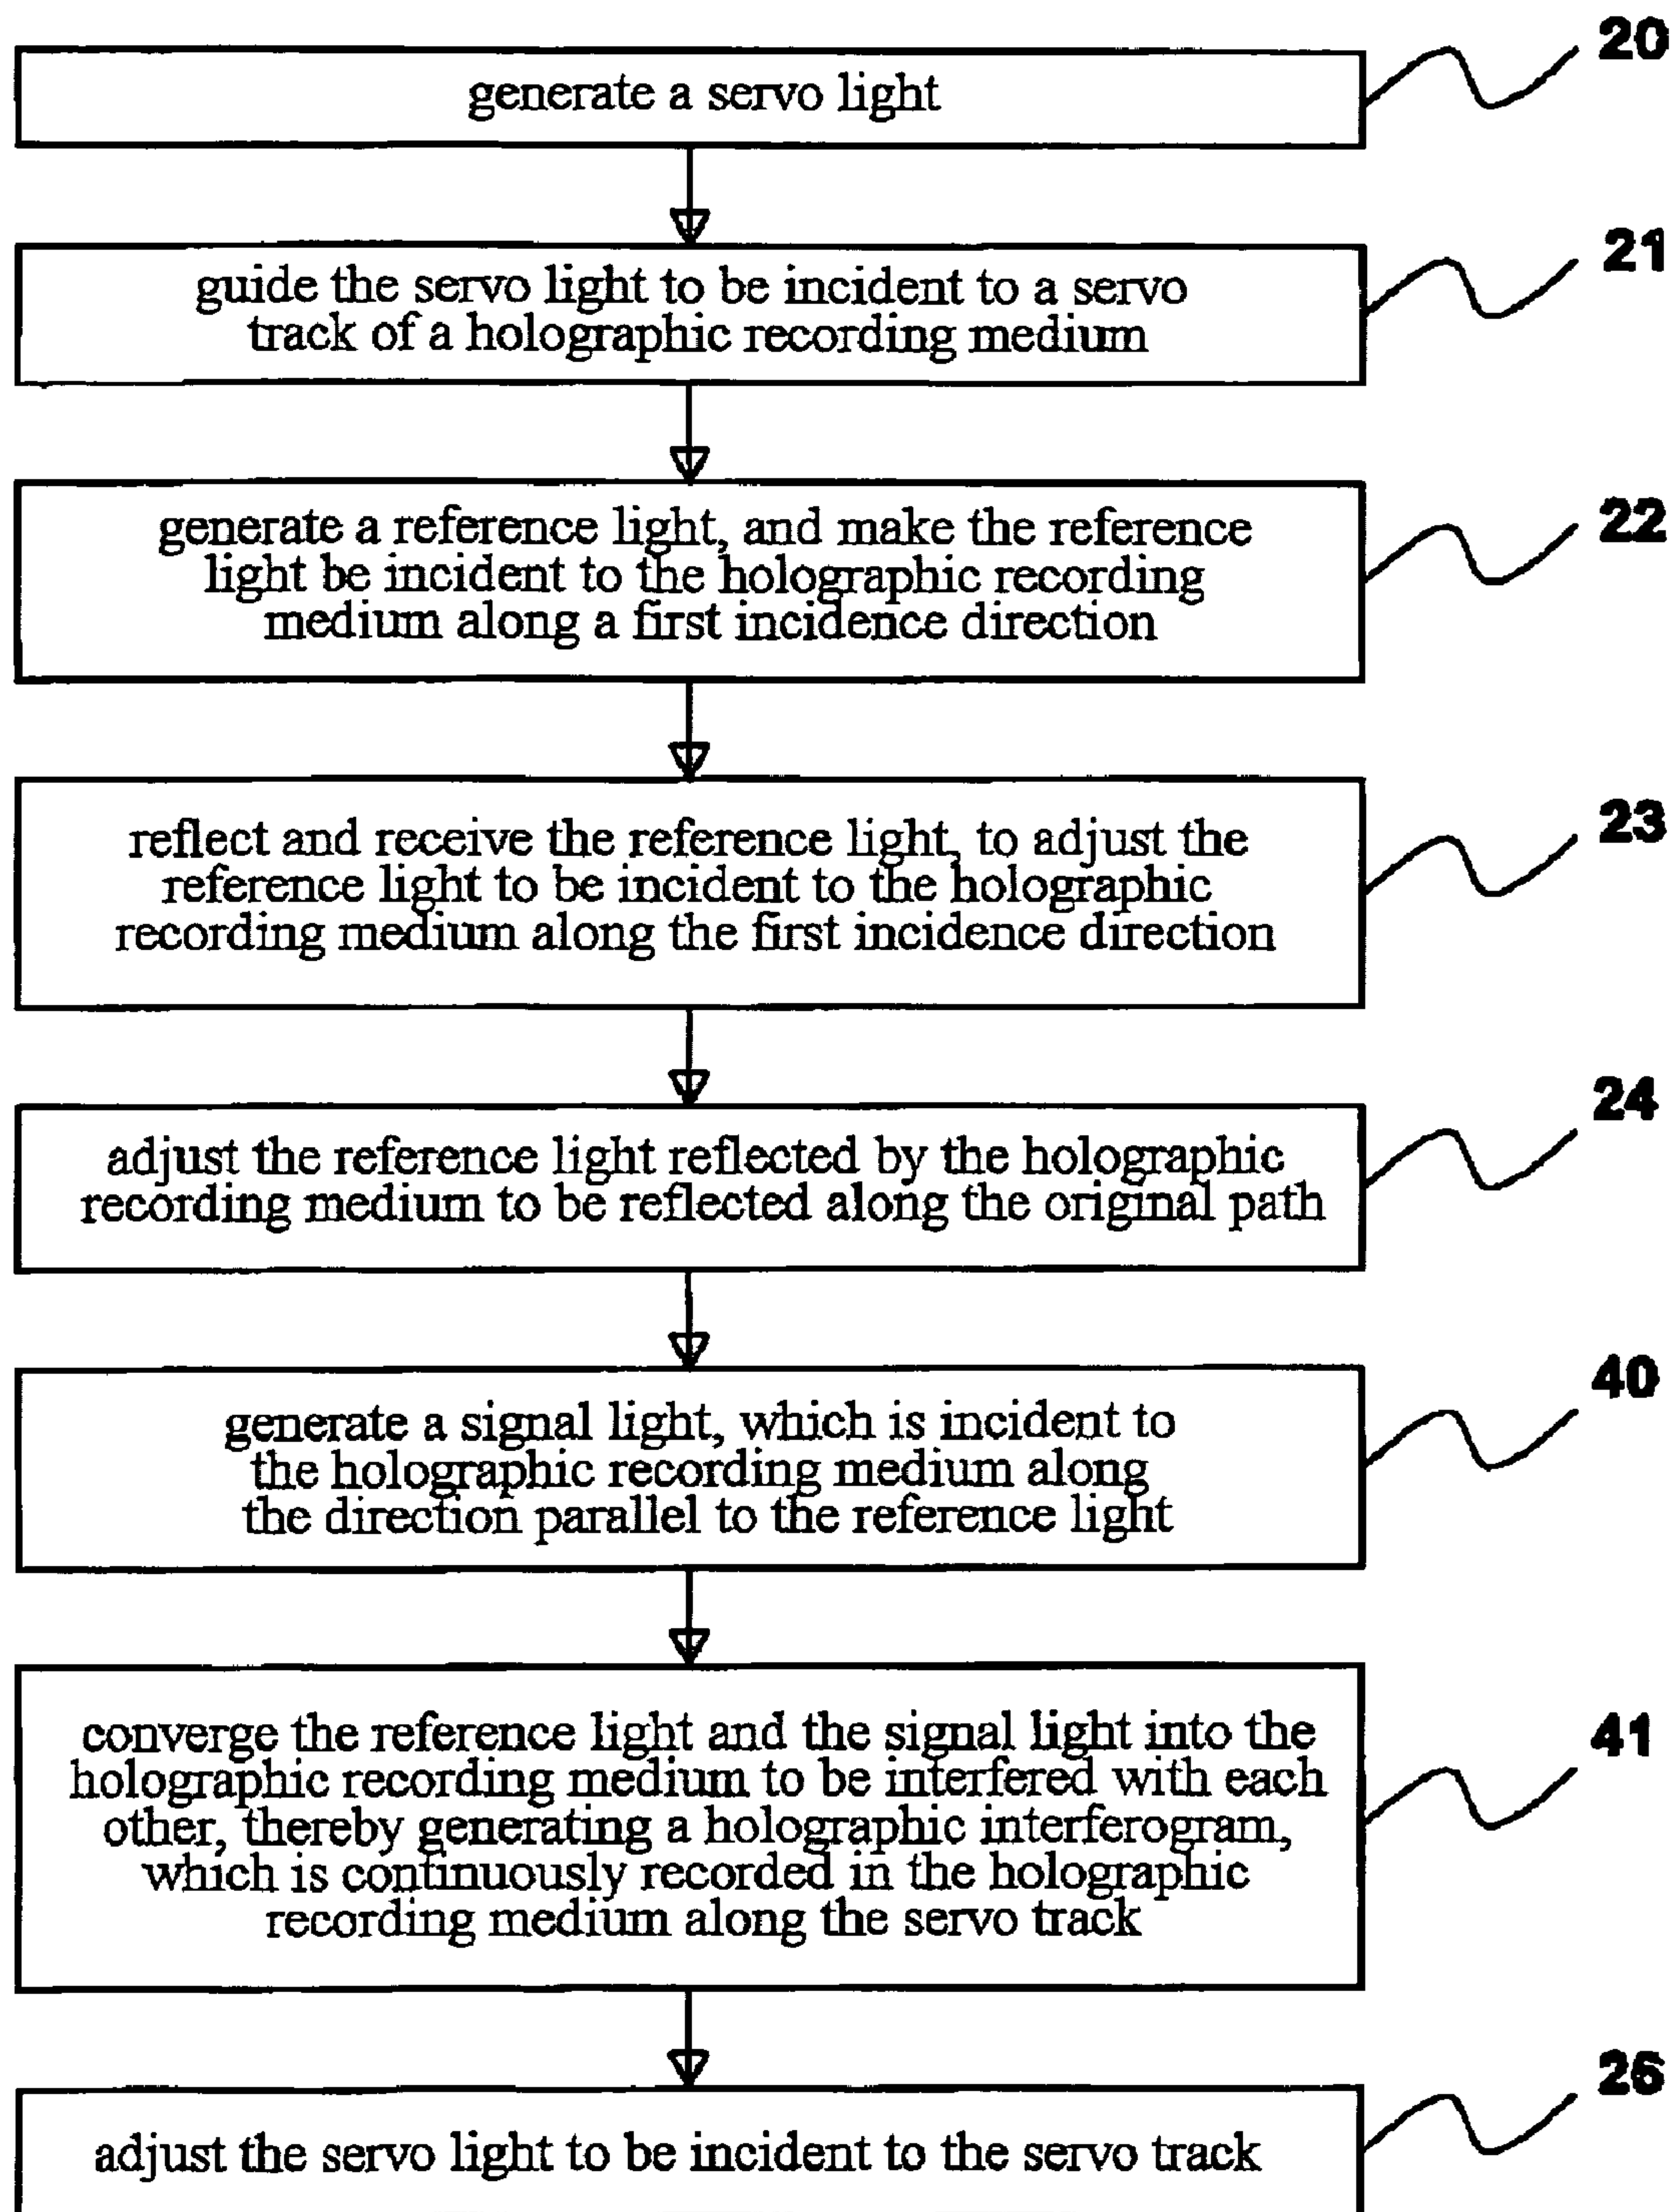 20
generate a servo light
21
guide the servo light to be incident to a servo
track of a holographic recording medium
22
generate a reference light, and make the reference
light be incident to the holographic recording
medium along a first incidence direction
23
reflect and receive the reference light, to adjust the
reference light to be incident to the holographic
recording medium along the first incidence direction
24
adjust the reference light reflected by the holographic
recording medium to be reflected along the original path
40
generate a signal light, which is incident to
the holographic recording medium along
the direction parallel to the reference light
41
converge the reference light and the signal light into the
holographic recording medium to be interfered with each
other, thereby generating a holographic interferogram,
which is continuously recorded in the holographic
recording medium along the servo track
26
adjust the servo light to be incident to the servo track